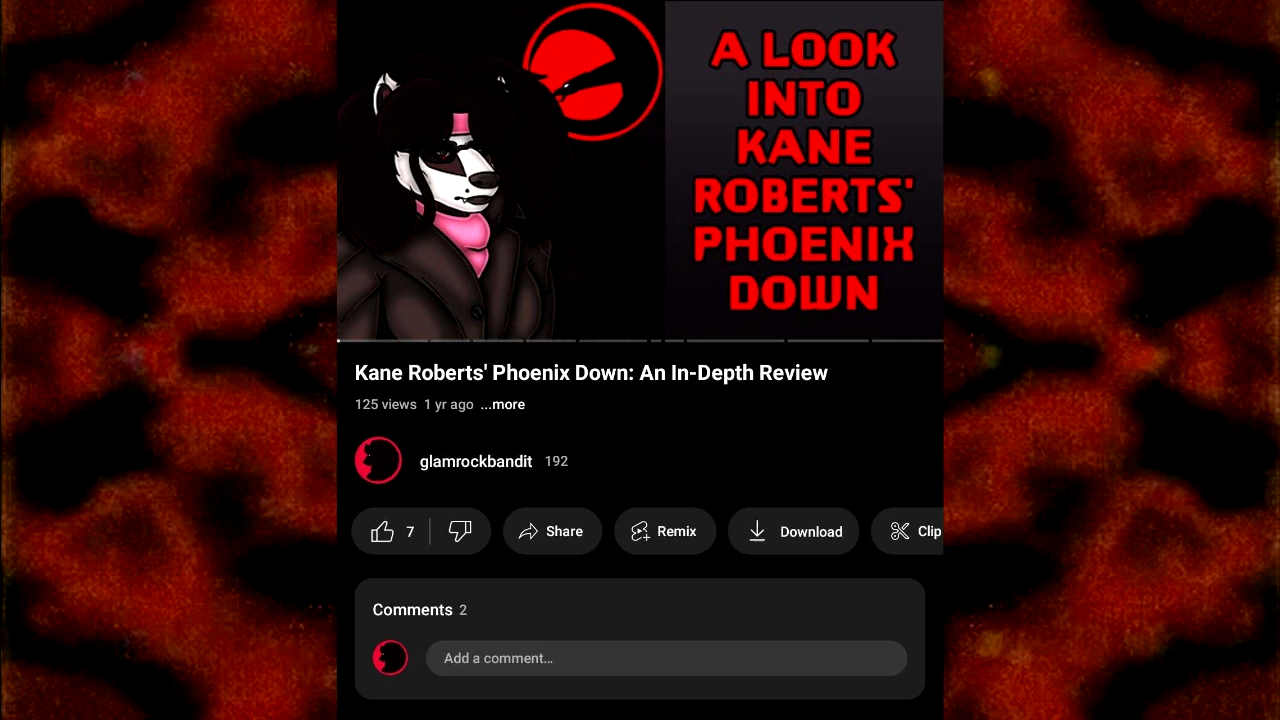 A LOOK
INTO
KANE
ROBERTS'
PHOENIX
DOWN
Kane Roberts' Phoenix Down: An In-Depth Review
125 views 1 yr ago ...more
glamrockbandit 192
7 Share Remix Download Clip
Comments 2
Add a comment...